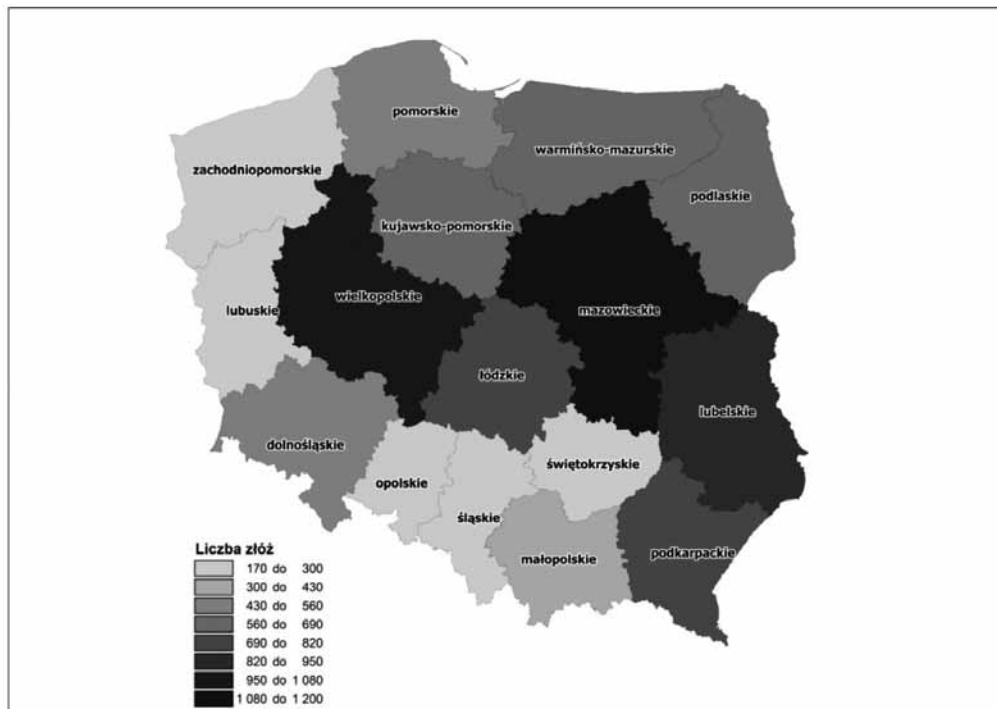 pomorskie
warmińsko-mazurskie
zachodniopomorskie
podlaskie
kujawsko-pomorskie
wielkopolskie
lubuskie
mazowieckie
łódzkie
lubelskie
dolnośląskie
świętokrzyskie
opolskie
śląskie
małopolskie
podkarpackie
Liczba złóż
170 do 300
300 do 430
430 do 560
560 do 690
690 do 820
820 do 950
950 do 1 080
1 080 do 1 200